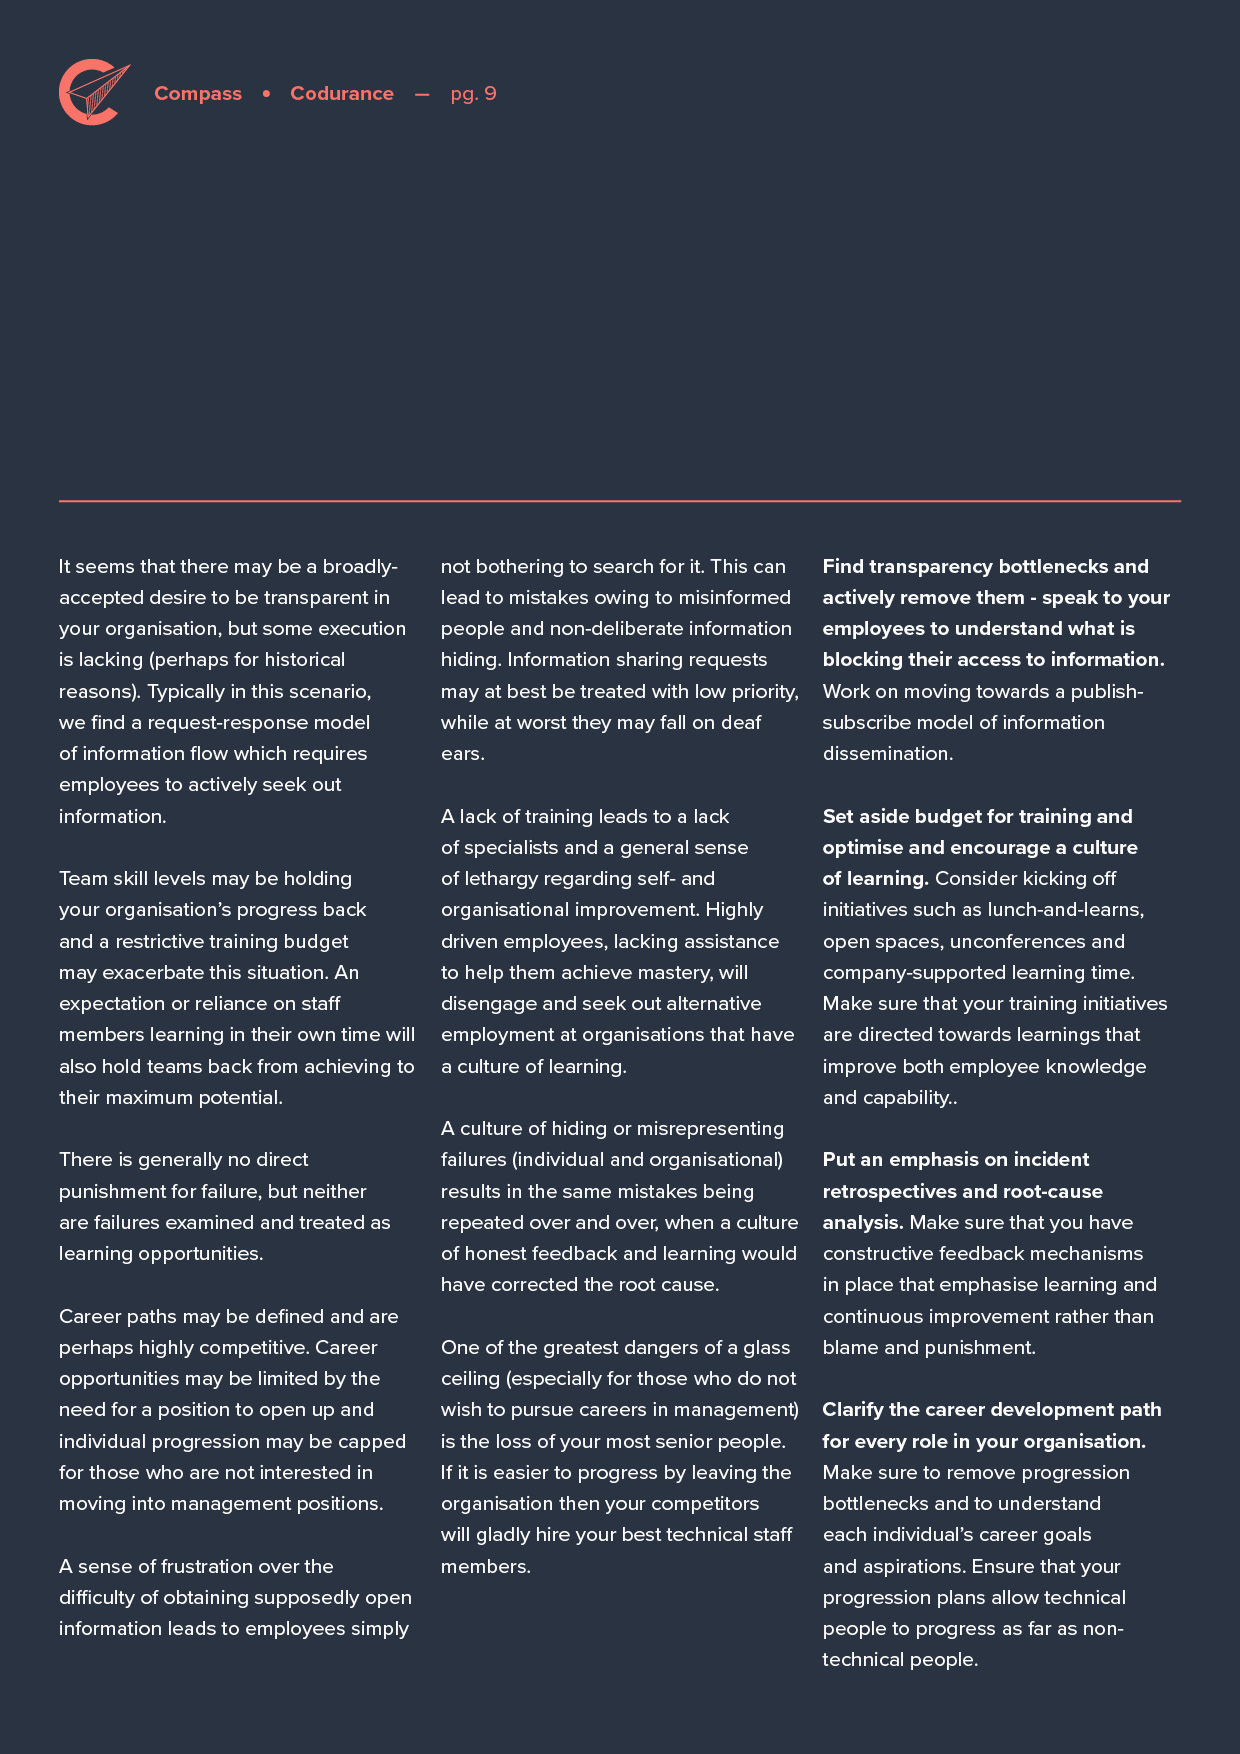 Compass • Codurance — pg. 9
It seems that there may be a broadly-
accepted desire to be transparent in
your organisation, but some execution
is lacking (perhaps for historical
reasons). Typically in this scenario,
we find a request-response model
of information flow which requires
employees to actively seek out
information.
Team skill levels may be holding
your organisation’s progress back
and a restrictive training budget
may exacerbate this situation. An
expectation or reliance on staff
members learning in their own time will
also hold teams back from achieving to
their maximum potential.
There is generally no direct
punishment for failure, but neither
are failures examined and treated as
learning opportunities.
Career paths may be defined and are
perhaps highly competitive. Career
opportunities may be limited by the
need for a position to open up and
individual progression may be capped
for those who are not interested in
moving into management positions.
A sense of frustration over the
difficulty of obtaining supposedly open
information leads to employees simply
not bothering to search for it. This can
lead to mistakes owing to misinformed
people and non-deliberate information
hiding. Information sharing requests
may at best be treated with low priority,
while at worst they may fall on deaf
ears.
A lack of training leads to a lack
of specialists and a general sense
of lethargy regarding self- and
organisational improvement. Highly
driven employees, lacking assistance
to help them achieve mastery, will
disengage and seek out alternative
employment at organisations that have
a culture of learning.
A culture of hiding or misrepresenting
failures (individual and organisational)
results in the same mistakes being
repeated over and over, when a culture
of honest feedback and learning would
have corrected the root cause.
One of the greatest dangers of a glass
ceiling (especially for those who do not
wish to pursue careers in management)
is the loss of your most senior people.
If it is easier to progress by leaving the
organisation then your competitors
will gladly hire your best technical staff
members.
Find transparency bottlenecks and
actively remove them - speak to your
employees to understand what is
blocking their access to information.
Work on moving towards a publish-
subscribe model of information
dissemination.
Set aside budget for training and
optimise and encourage a culture
of learning. Consider kicking off
initiatives such as lunch-and-learns,
open spaces, unconferences and
company-supported learning time.
Make sure that your training initiatives
are directed towards learnings that
improve both employee knowledge
and capability..
Put an emphasis on incident
retrospectives and root-cause
analysis. Make sure that you have
constructive feedback mechanisms
in place that emphasise learning and
continuous improvement rather than
blame and punishment.
Clarify the career development path
for every role in your organisation.
Make sure to remove progression
bottlenecks and to understand
each individual’s career goals
and aspirations. Ensure that your
progression plans allow technical
people to progress as far as non-
technical people.